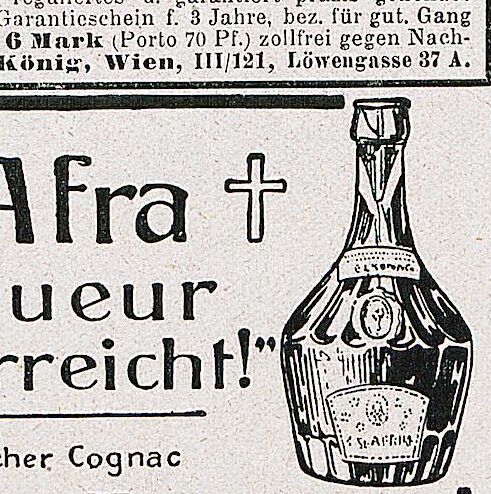 Garantieschein f. 3 Jahre, bez. für gut. Gang
6 Mark (Porto 70 Pf.) zollfrei gegen Nach-
König, Wien, III/121, Löwengasse 37 A.
Afra
ueur
rreicht!”
cher Cognac